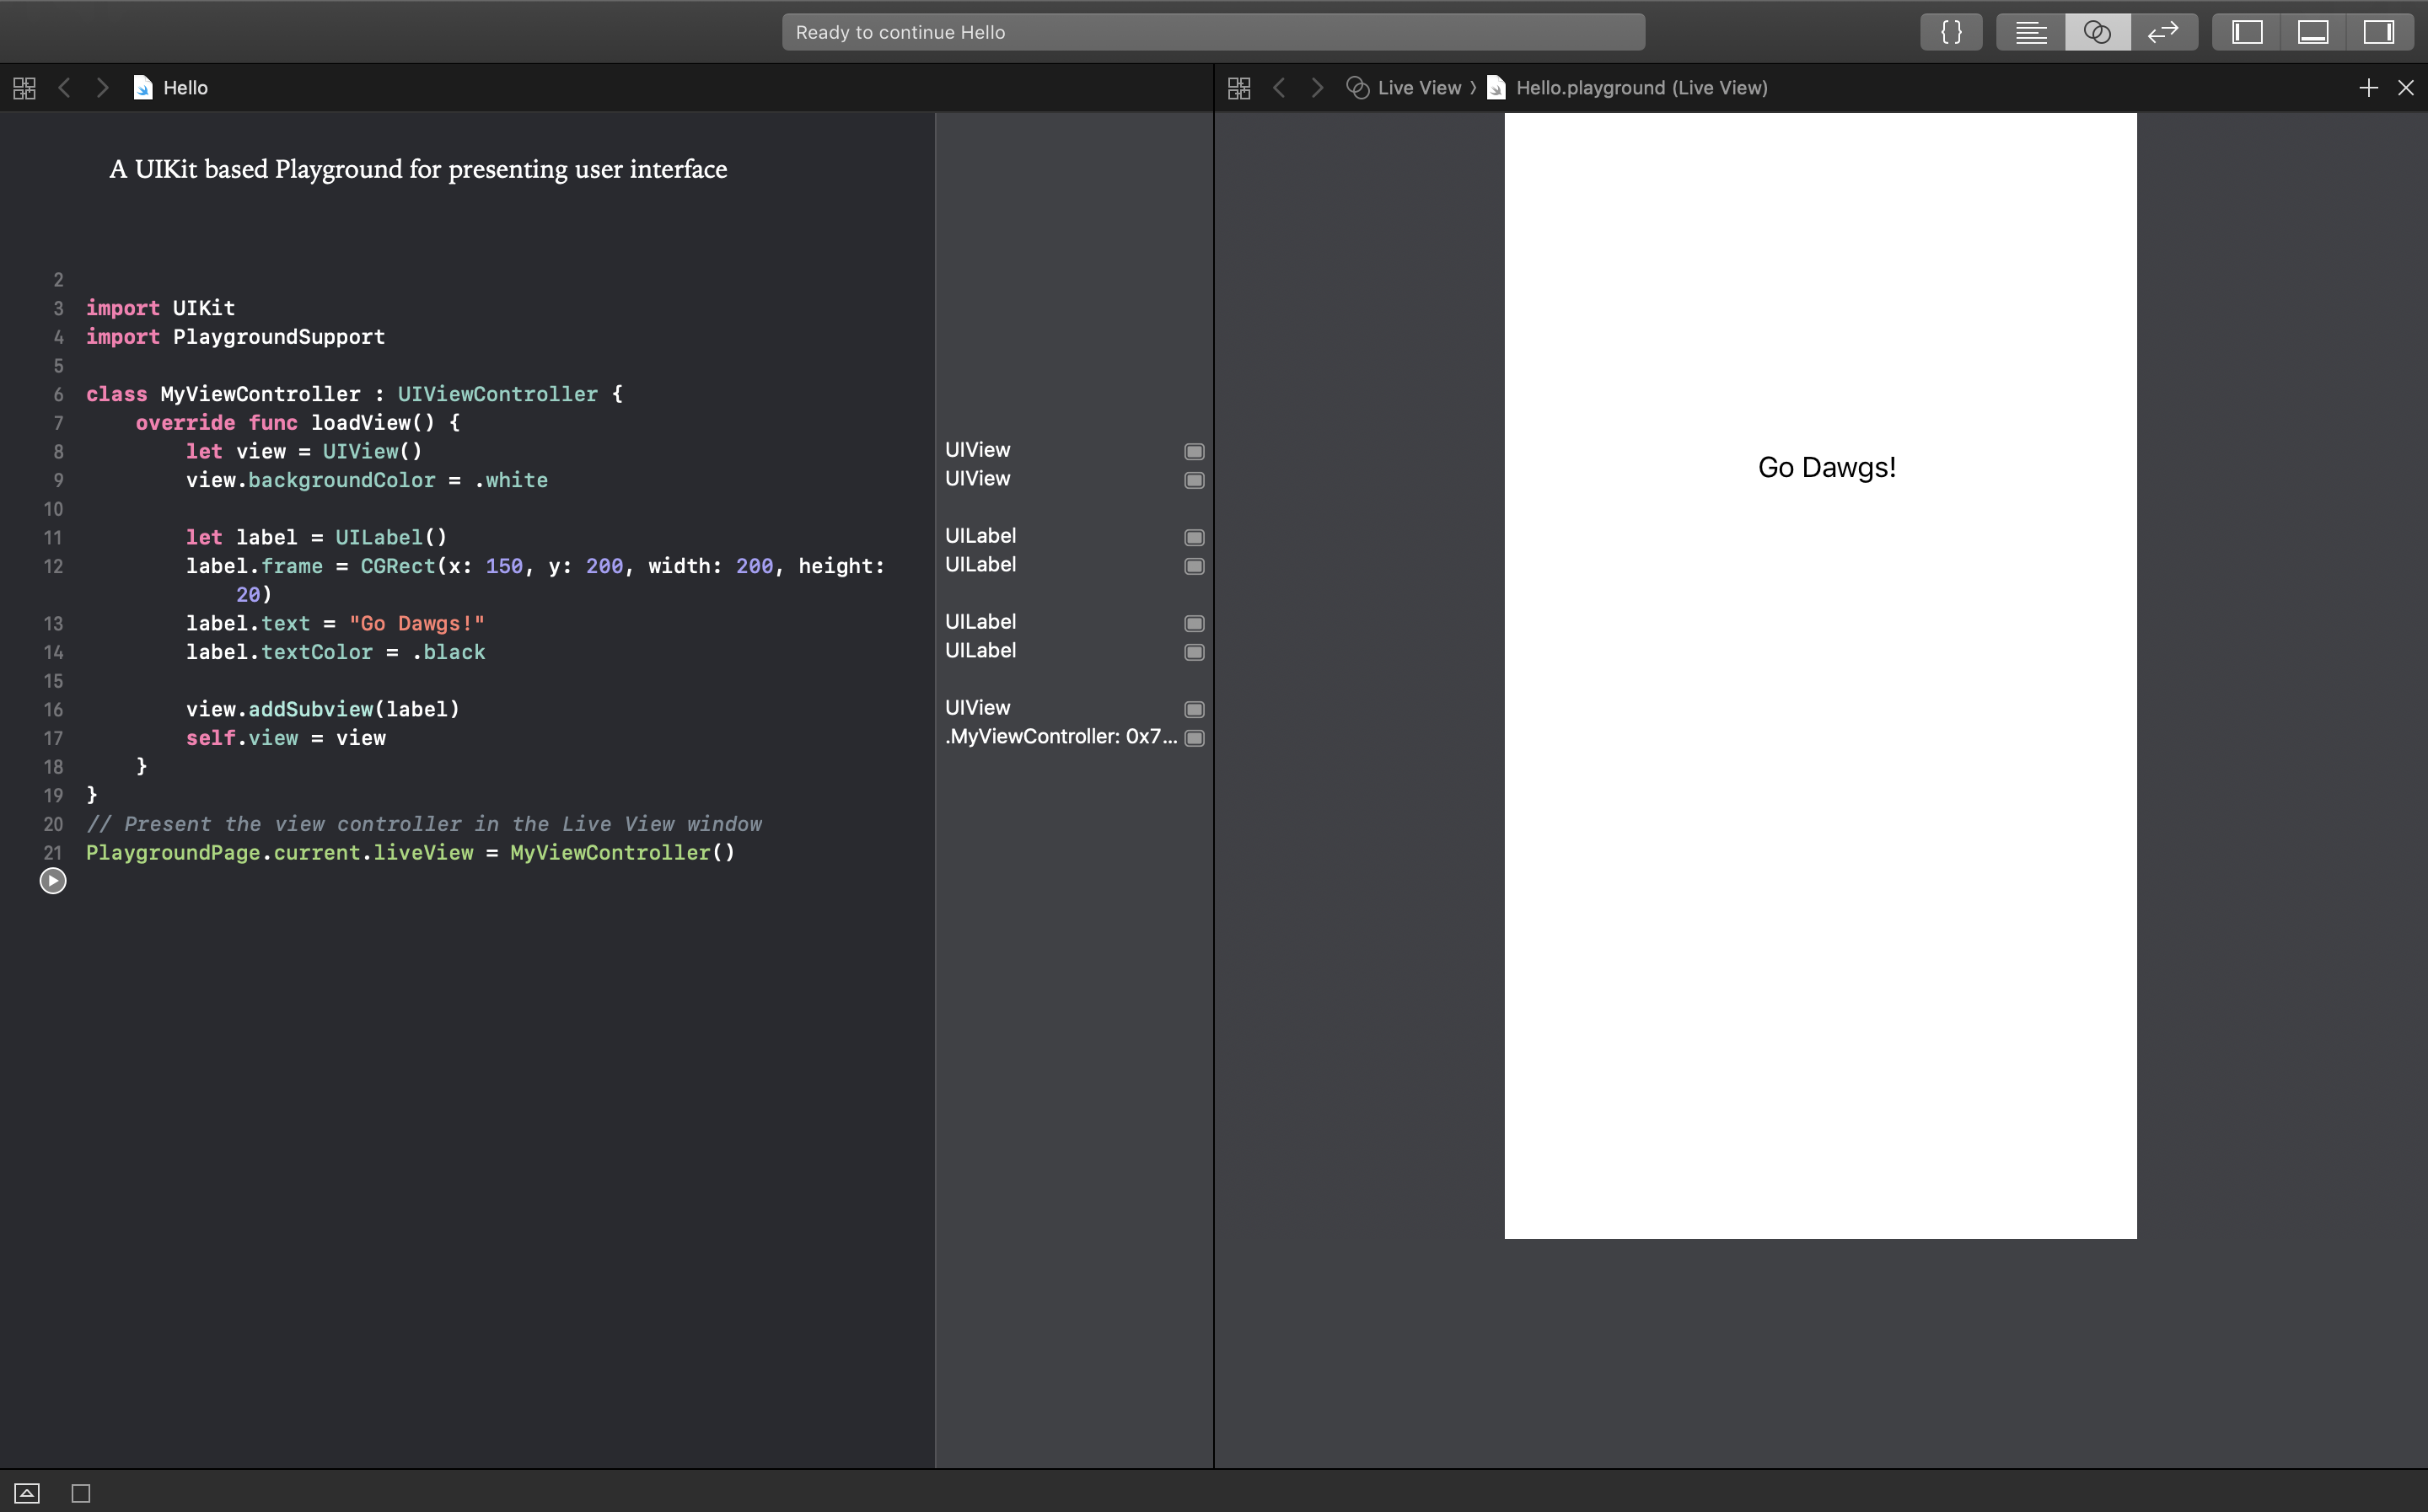 Ready to continue Hello
{ }
Hello
Live View 〉 Hello.playground (Live View)
A UIKit based Playground for presenting user interface
2
3 import UIKit
4 import PlaygroundSupport
5
6 class MyViewController : UIViewController {
7 override func loadView() {
8 let view = UIView()
9 view.backgroundColor = .white
10
11 let label = UILabel()
12 label.frame = CGRect(x: 150, y: 200, width: 200, height:
20)
13 label.text = "Go Dawgs!"
14 label.textColor = .black
15
16 view.addSubview(label)
17 self.view = view
18 }
19 }
20 // Present the view controller in the Live View window
21 PlaygroundPage.current.liveView = MyViewController()
UIView
UIView
UILabel
UILabel
UILabel
UILabel
UIView
.MyViewController: 0x7...
Go Dawgs!